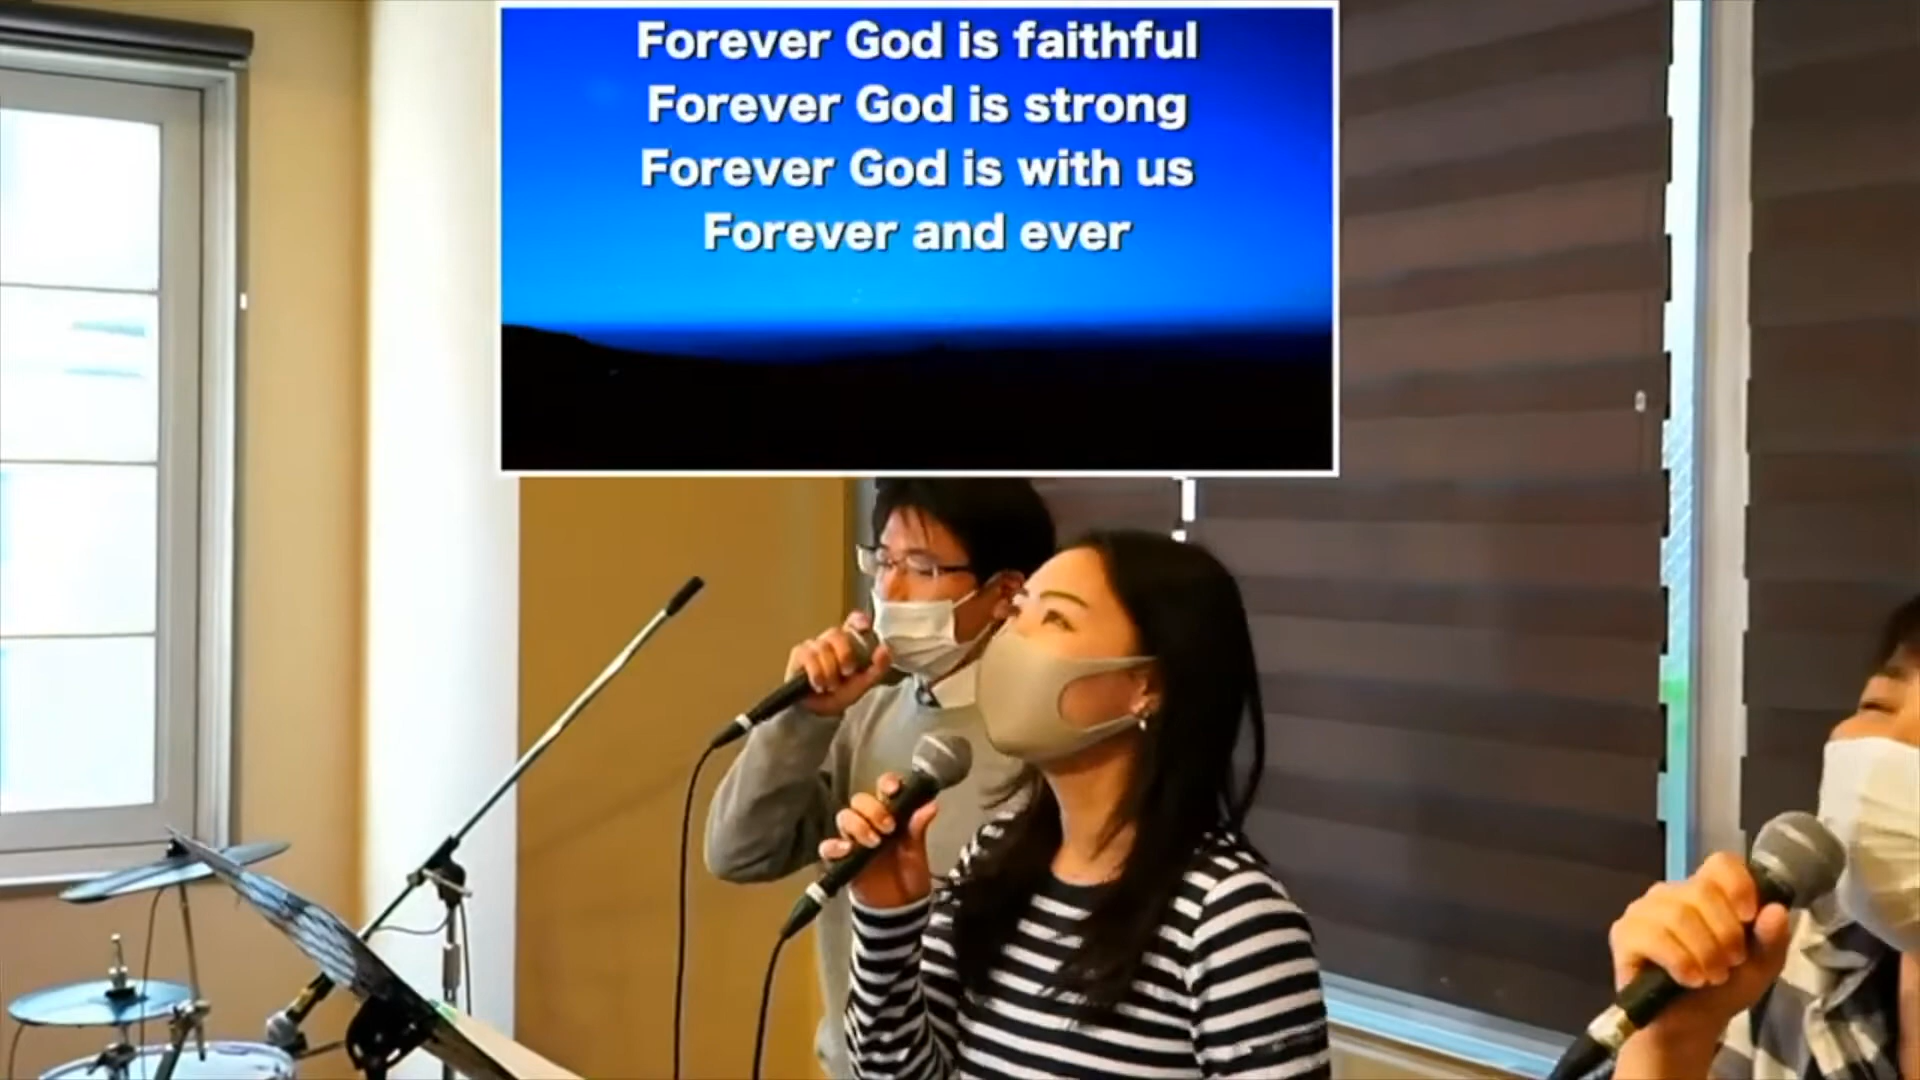 Forever God is faithful
Forever God is strong
Forever God is with us
Forever and ever